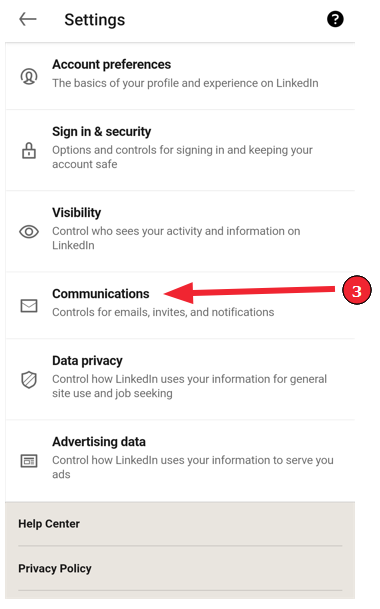 Settings
?
Account preferences
The basics of your profile and experience on LinkedIn
Sign in & security
Options and controls for signing in and keeping your
account safe
Visibility
Control who sees your activity and information on
LinkedIn
Communications
3
Controls for emails, invites, and notifications
Data privacy
Control how LinkedIn uses your information for general
site use and job seeking
Advertising data
Control how LinkedIn uses your information to serve you
ads
Help Center
Privacy Policy